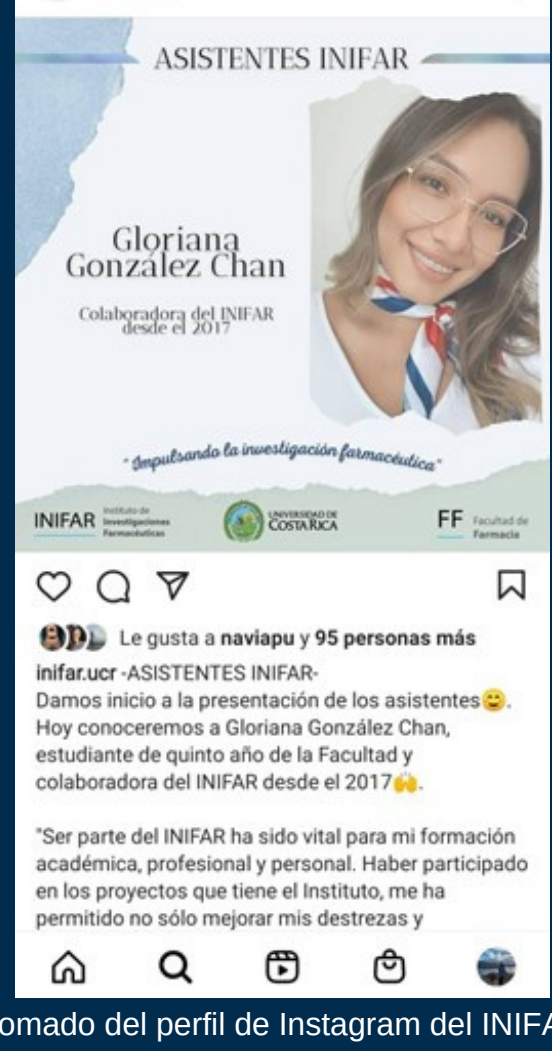 ASISTENTES INIFAR
Gloriana
González Chan
Colaboradora del INIFAR
desde el 2017
"Impulsando la investigación farmacéutica"
INIFAR
Instituto de
Investigaciones
Farmacéuticas
UNIVERSIDAD DE
COSTA RICA
FF
Facultad de
Farmacia
Le gusta a naviapu y 95 personas más
inifar.ucr -ASISTENTES INIFAR-
Damos inicio a la presentación de los asistentes😊.
Hoy conoceremos a Gloriana González Chan,
estudiante de quinto año de la Facultad y
colaboradora del INIFAR desde el 2017🙌.
"Ser parte del INIFAR ha sido vital para mi formación
académica, profesional y personal. Haber participado
en los proyectos que tiene el Instituto, me ha
permitido no sólo mejorar mis destrezas y
omado del perfil de Instagram del INIFA